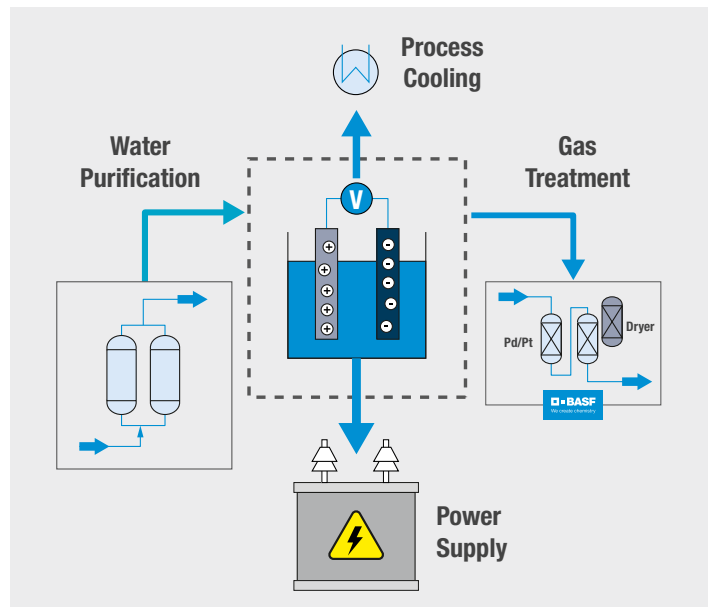 Process
Cooling
Water
Purification
Gas
Treatment
V
+
-
+
-
+
-
+
-
+
-
Pd/Pt
Dryer
BASF
We create chemistry
Power
Supply